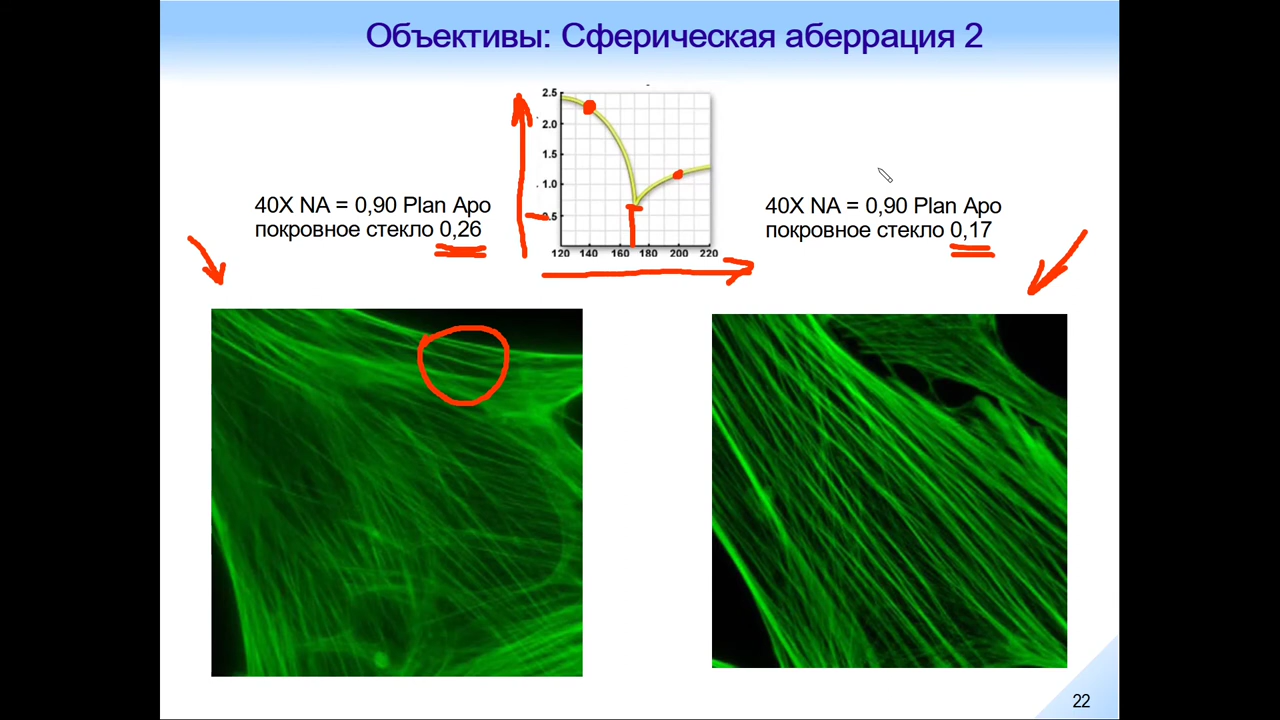 Объективы: Сферическая аберрация 2
2.5
2.0
1.5
1.0
0.5
120 140 160 180 200 220
40X NA = 0,90 Plan Apo
покровное стекло 0,26
40X NA = 0,90 Plan Apo
покровное стекло 0,17
22